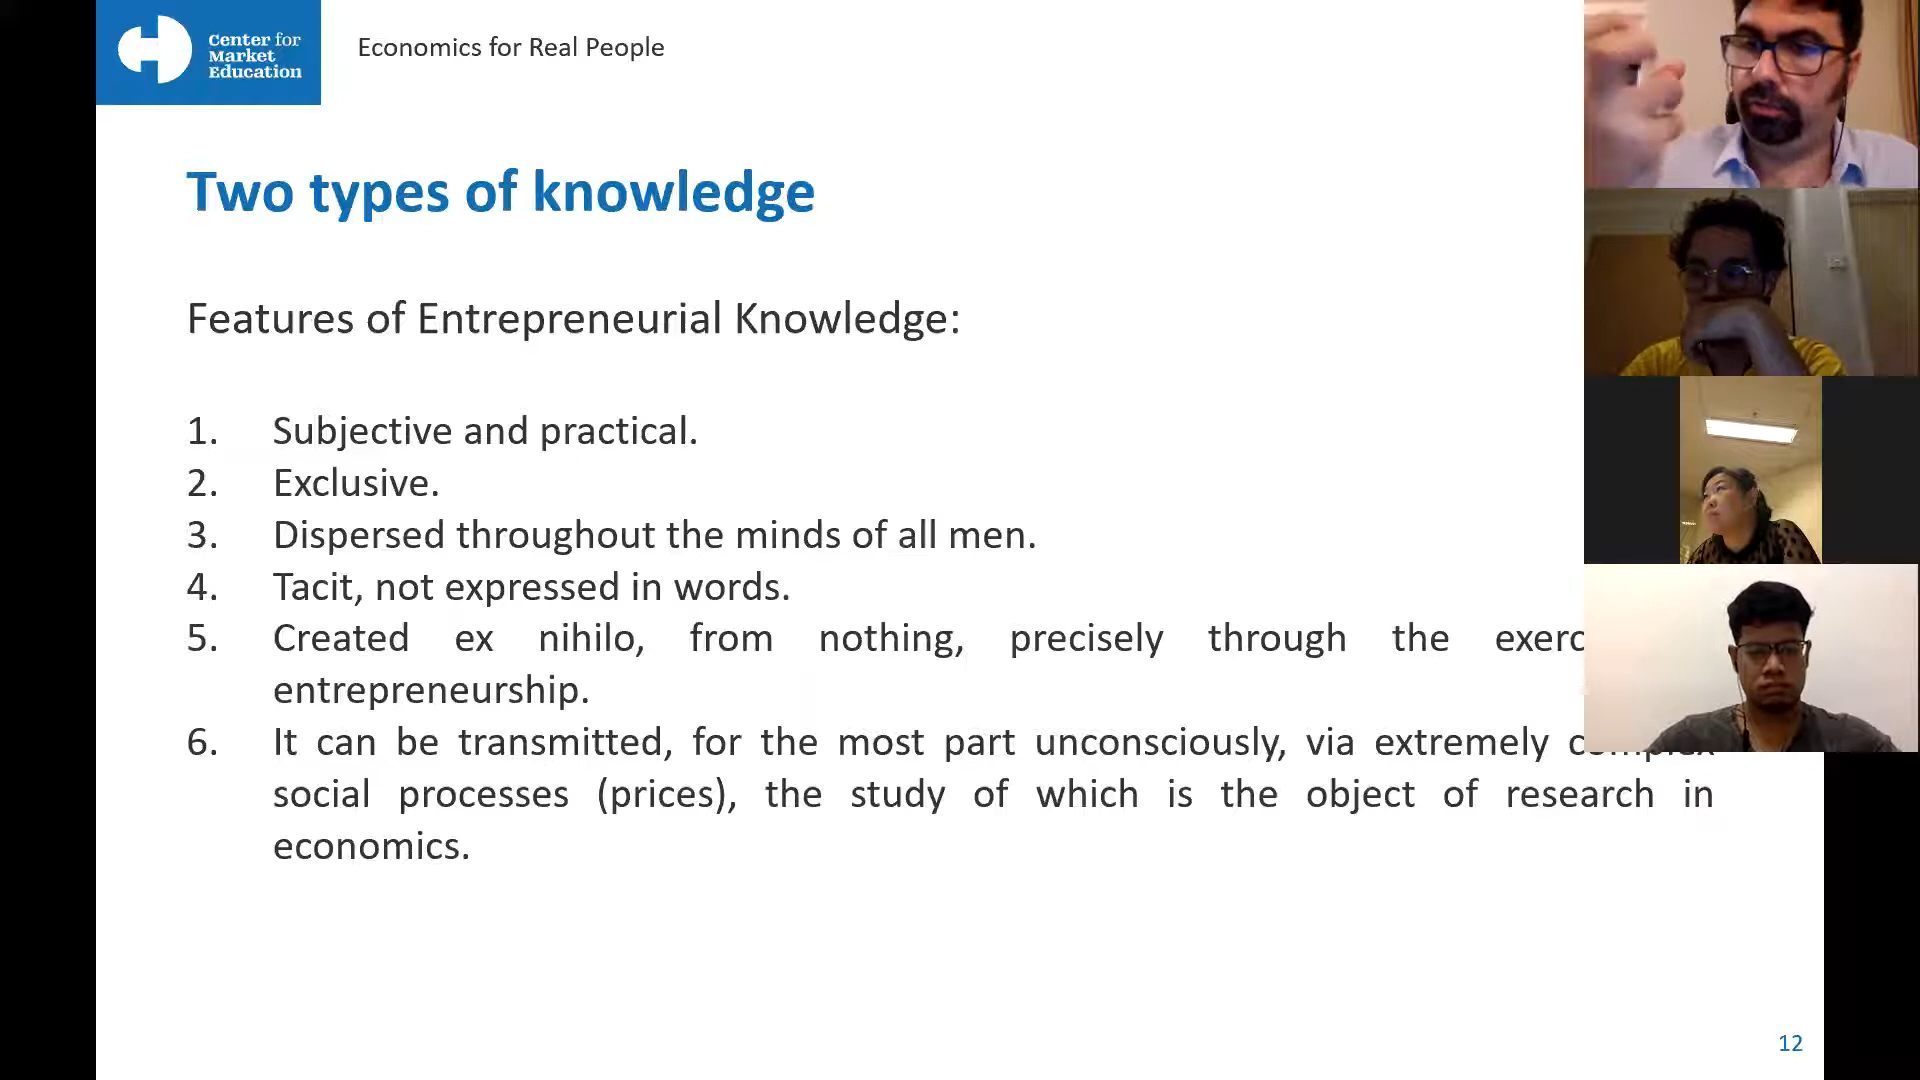 Center for
Market
Education
Economics for Real People
Two types of knowledge
Features of Entrepreneurial Knowledge:
1. Subjective and practical.
2. Exclusive.
3. Dispersed throughout the minds of all men.
4. Tacit, not expressed in words.
5. Created ex nihilo, from nothing, precisely through the
entrepreneurship.
6. It can be transmitted, for the most part unconsciously, via extremely
social processes (prices), the study of which is the object of research in
economics.
12